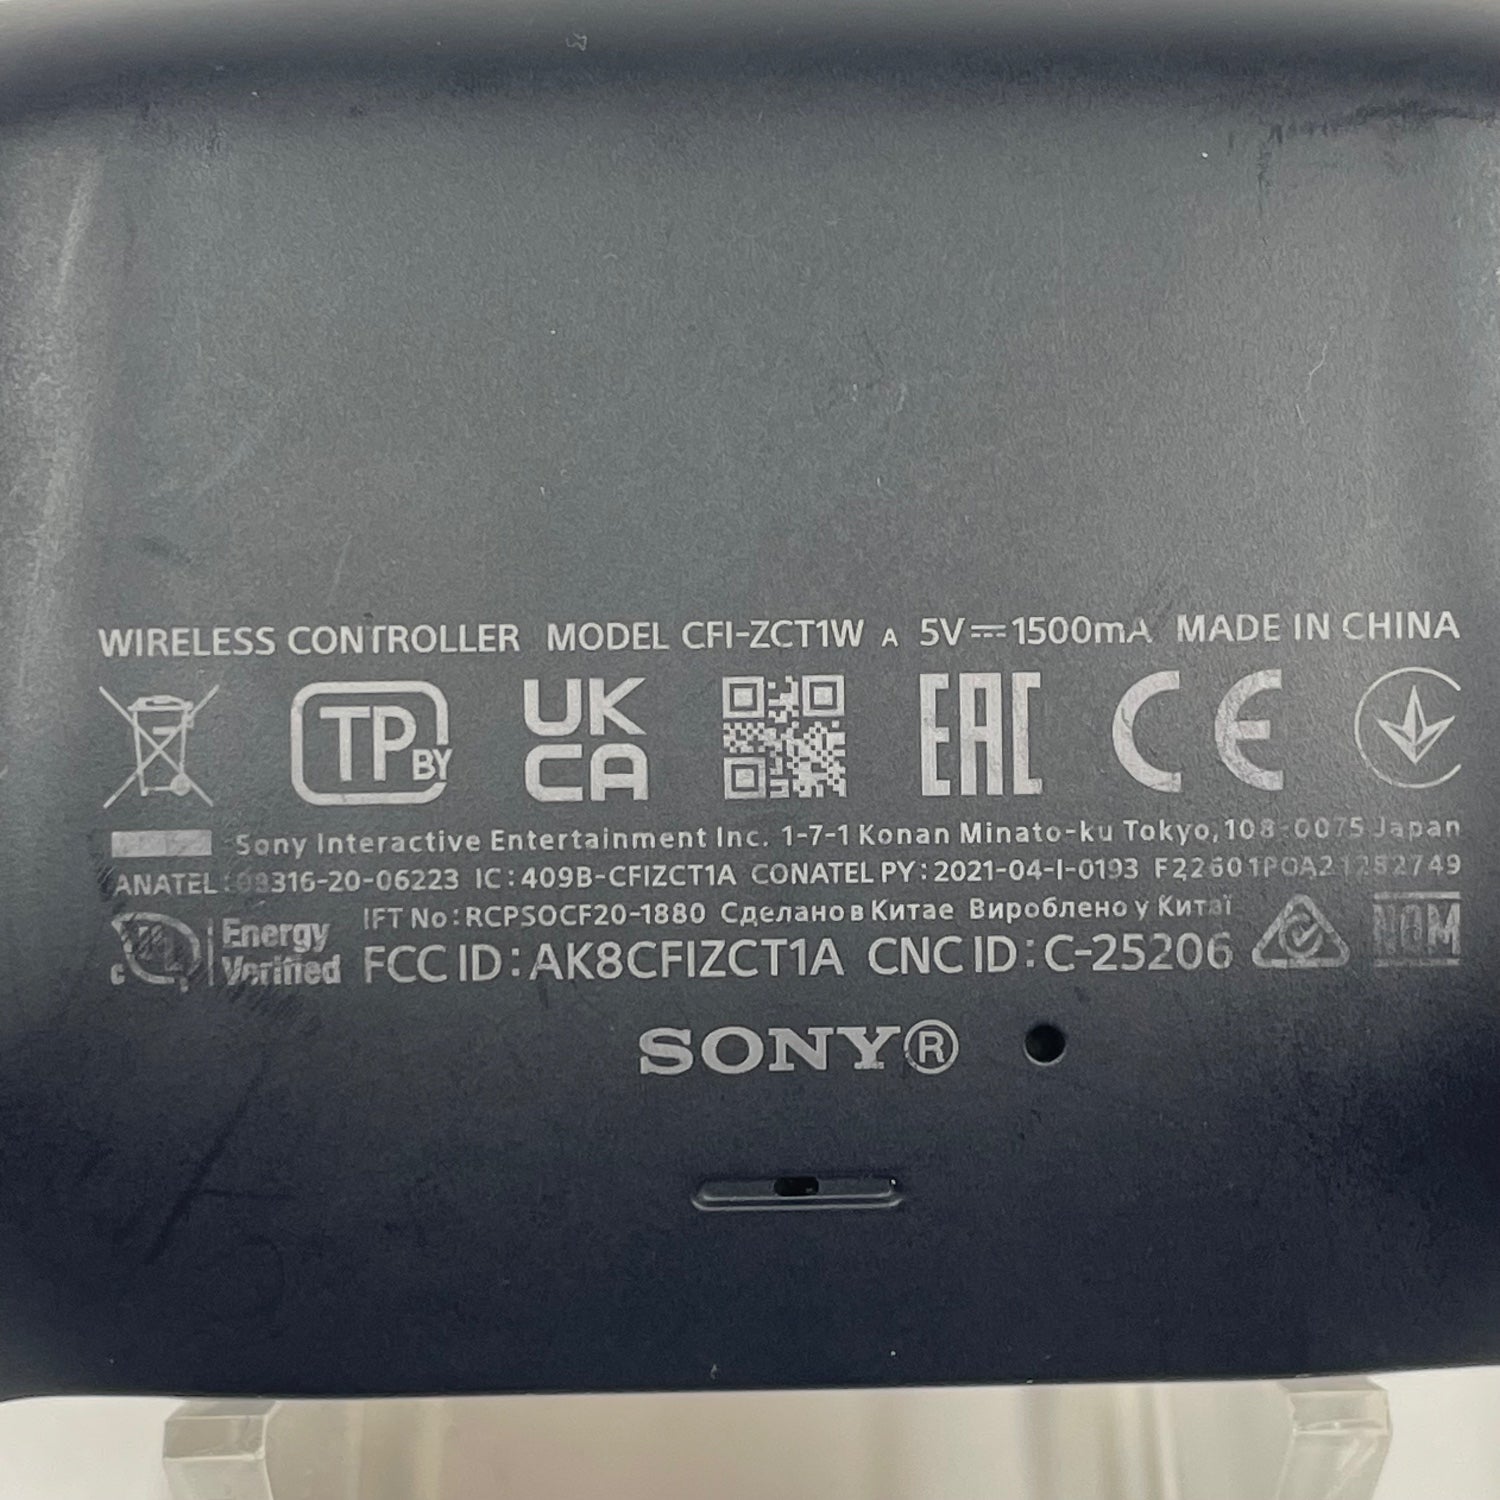 WIRELESS CONTROLLER MODEL CFI-ZCT1W A 5V⎓1500mA MADE IN CHINA
TP BY UK CA EAC CE
Sony Interactive Entertainment Inc. 1-7-1 Konan Minato-ku Tokyo, 108-0075 Japan
ANATEL: 08316-20-06223 IC: 409B-CFIZCT1A CONATEL PY: 2021-04-I-0193
IFT No: RCPSOCF20-1880 Сделано в Китае Вироблено у Китаї
c Energy Verified FCC ID: AK8CFIZCT1A CNC ID: C-25206 NOM
SONY®